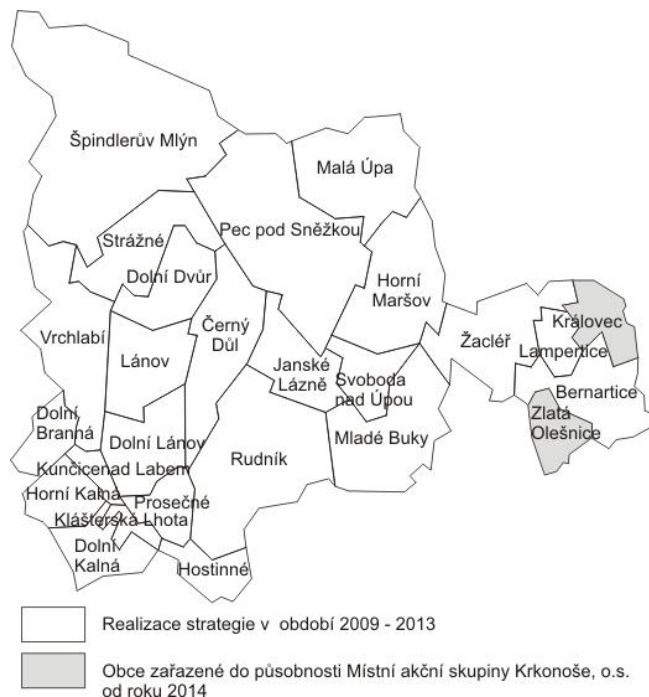 Špindlerův Mlýn
Malá Úpa
Pec pod Sněžkou
Strážné
Dolní Dvůr
Horní
Maršov
Vrchlabí
Černý
Důl
Královec
Žacléř
Lampertice
Lánov
Janské
Lázně
Svoboda
nad Úpou
Bernartice
Dolní
Branná
Zlatá
Olešnice
Dolní Lánov
Mladé Buky
Rudník
Kunčicenad Labem
Horní Kalná
Prosečné
Klášterská Lhota
Dolní
Kalná
Hostinné
Realizace strategie v období 2009 - 2013
Obce zařazené do působnosti Místní akční skupiny Krkonoše, o.s.
od roku 2014